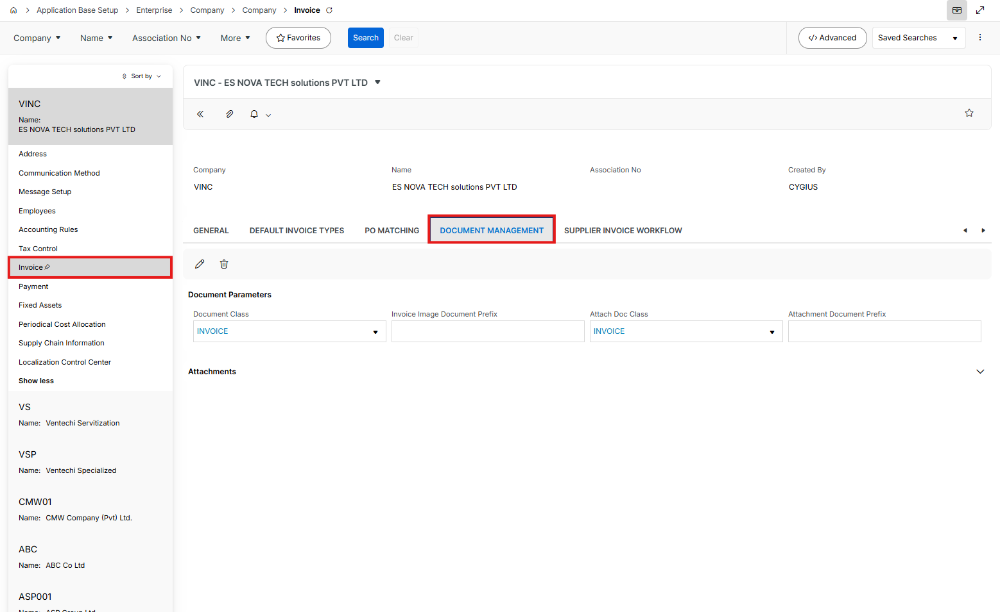 Application Base Setup > Enterprise > Company > Company > Invoice
Company Name Association No More Favorites Search Clear </> Advanced Saved Searches
Sort by
VINC
Name:
ES NOVA TECH solutions PVT LTD
Address
Communication Method
Message Setup
Employees
Accounting Rules
Tax Control
Invoice
Payment
Fixed Assets
Periodical Cost Allocation
Supply Chain Information
Localization Control Center
Show less
VS
Name: Ventechi Servitization
VSP
Name: Ventechi Specialized
CMW01
Name: CMW Company (Pvt) Ltd.
ABC
Name: ABC Co Ltd
ASP001
Name: ASP Group Ltd
VINC - ES NOVA TECH solutions PVT LTD
Company Name Association No Created By
VINC ES NOVA TECH solutions PVT LTD CYGIUS
GENERAL DEFAULT INVOICE TYPES PO MATCHING DOCUMENT MANAGEMENT SUPPLIER INVOICE WORKFLOW
Document Parameters
Document Class Invoice Image Document Prefix Attach Doc Class Attachment Document Prefix
INVOICE INVOICE
Attachments